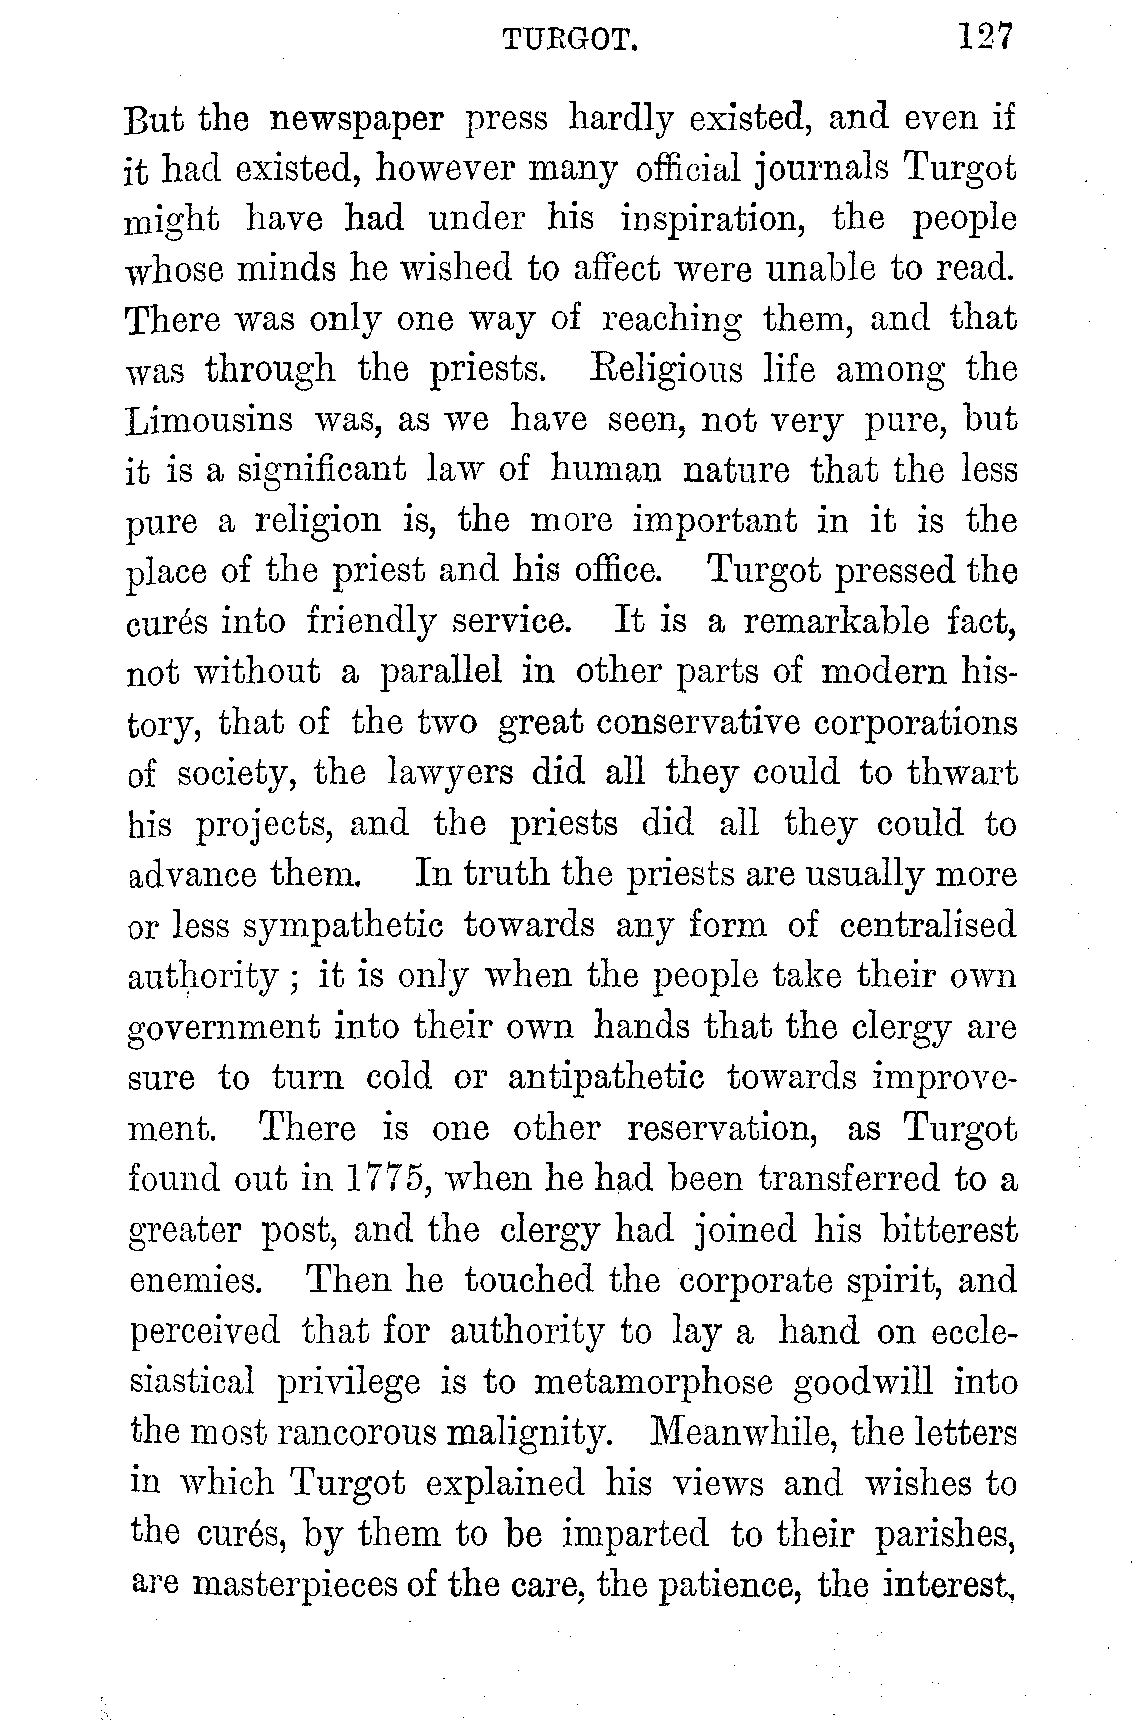 TURGOT. 127
But the newspaper press hardly existed, and even if
it had existed, however many official journals Turgot
might have had under his inspiration, the people
whose minds he wished to affect were unable to read.
There was only one way of reaching them, and that
was through the priests. Religious life among the
Limousins was, as we have seen, not very pure, but
it is a significant law of human nature that the less
pure a religion is, the more important in it is the
place of the priest and his office. Turgot pressed the
curés into friendly service. It is a remarkable fact,
not without a parallel in other parts of modern his-
tory, that of the two great conservative corporations
of society, the lawyers did all they could to thwart
his projects, and the priests did all they could to
advance them. In truth the priests are usually more
or less sympathetic towards any form of centralised
authority ; it is only when the people take their own
government into their own hands that the clergy are
sure to turn cold or antipathetic towards improve-
ment. There is one other reservation, as Turgot
found out in 1775, when he had been transferred to a
greater post, and the clergy had joined his bitterest
enemies. Then he touched the corporate spirit, and
perceived that for authority to lay a hand on eccle-
siastical privilege is to metamorphose goodwill into
the most rancorous malignity. Meanwhile, the letters
in which Turgot explained his views and wishes to
the curés, by them to be imparted to their parishes,
are masterpieces of the care, the patience, the interest,